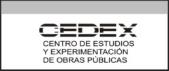 CEDEX
CENTRO DE ESTUDIOS
Y EXPERIMENTACIÓN
DE OBRAS PÚBLICAS